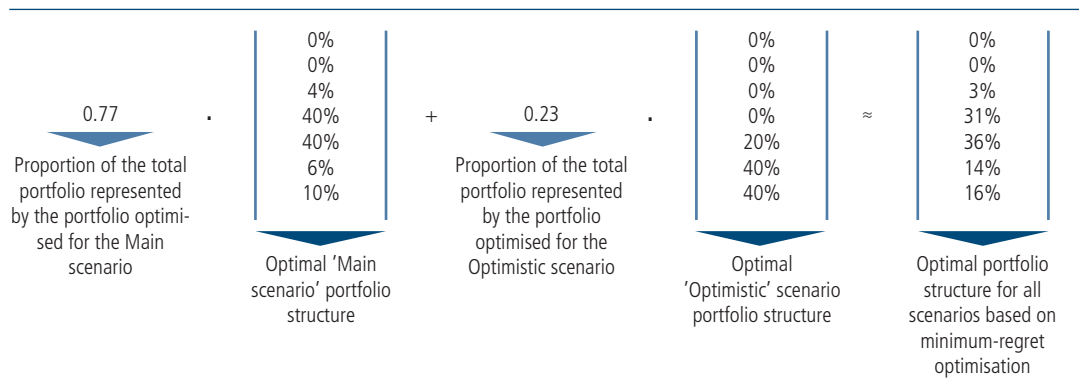 0.77
·
0%
0%
4%
40%
40%
6%
10%
+
0.23
·
0%
0%
0%
0%
20%
40%
40%
≈
0%
0%
3%
31%
36%
14%
16%
Proportion of the total
portfolio represented
by the portfolio optimi-
sed for the Main
scenario
Optimal 'Main
scenario' portfolio
structure
Proportion of the total
portfolio represented
by the portfolio
optimised for the
Optimistic scenario
Optimal
'Optimistic' scenario
portfolio structure
Optimal portfolio
structure for all
scenarios based on
minimum-regret
optimisation